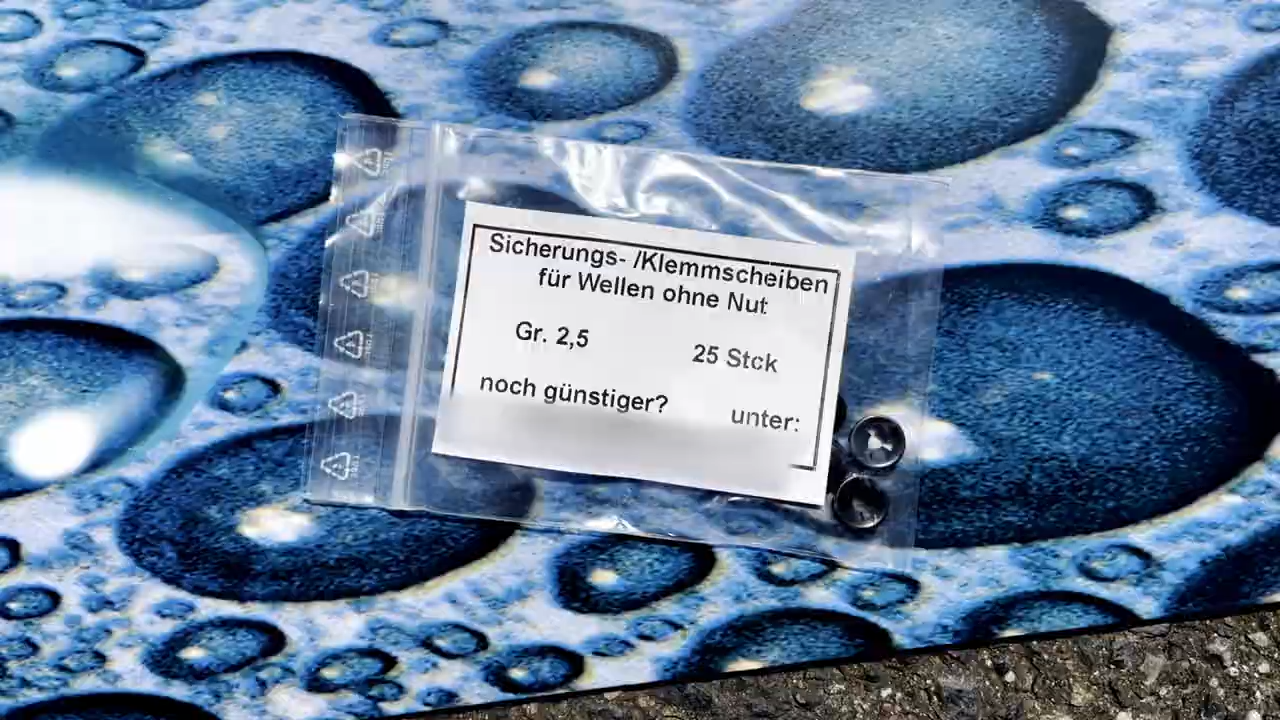 Sicherungs- /Klemmscheiben
für Wellen ohne Nut
Gr. 2,5 25 Stck
noch günstiger? unter: